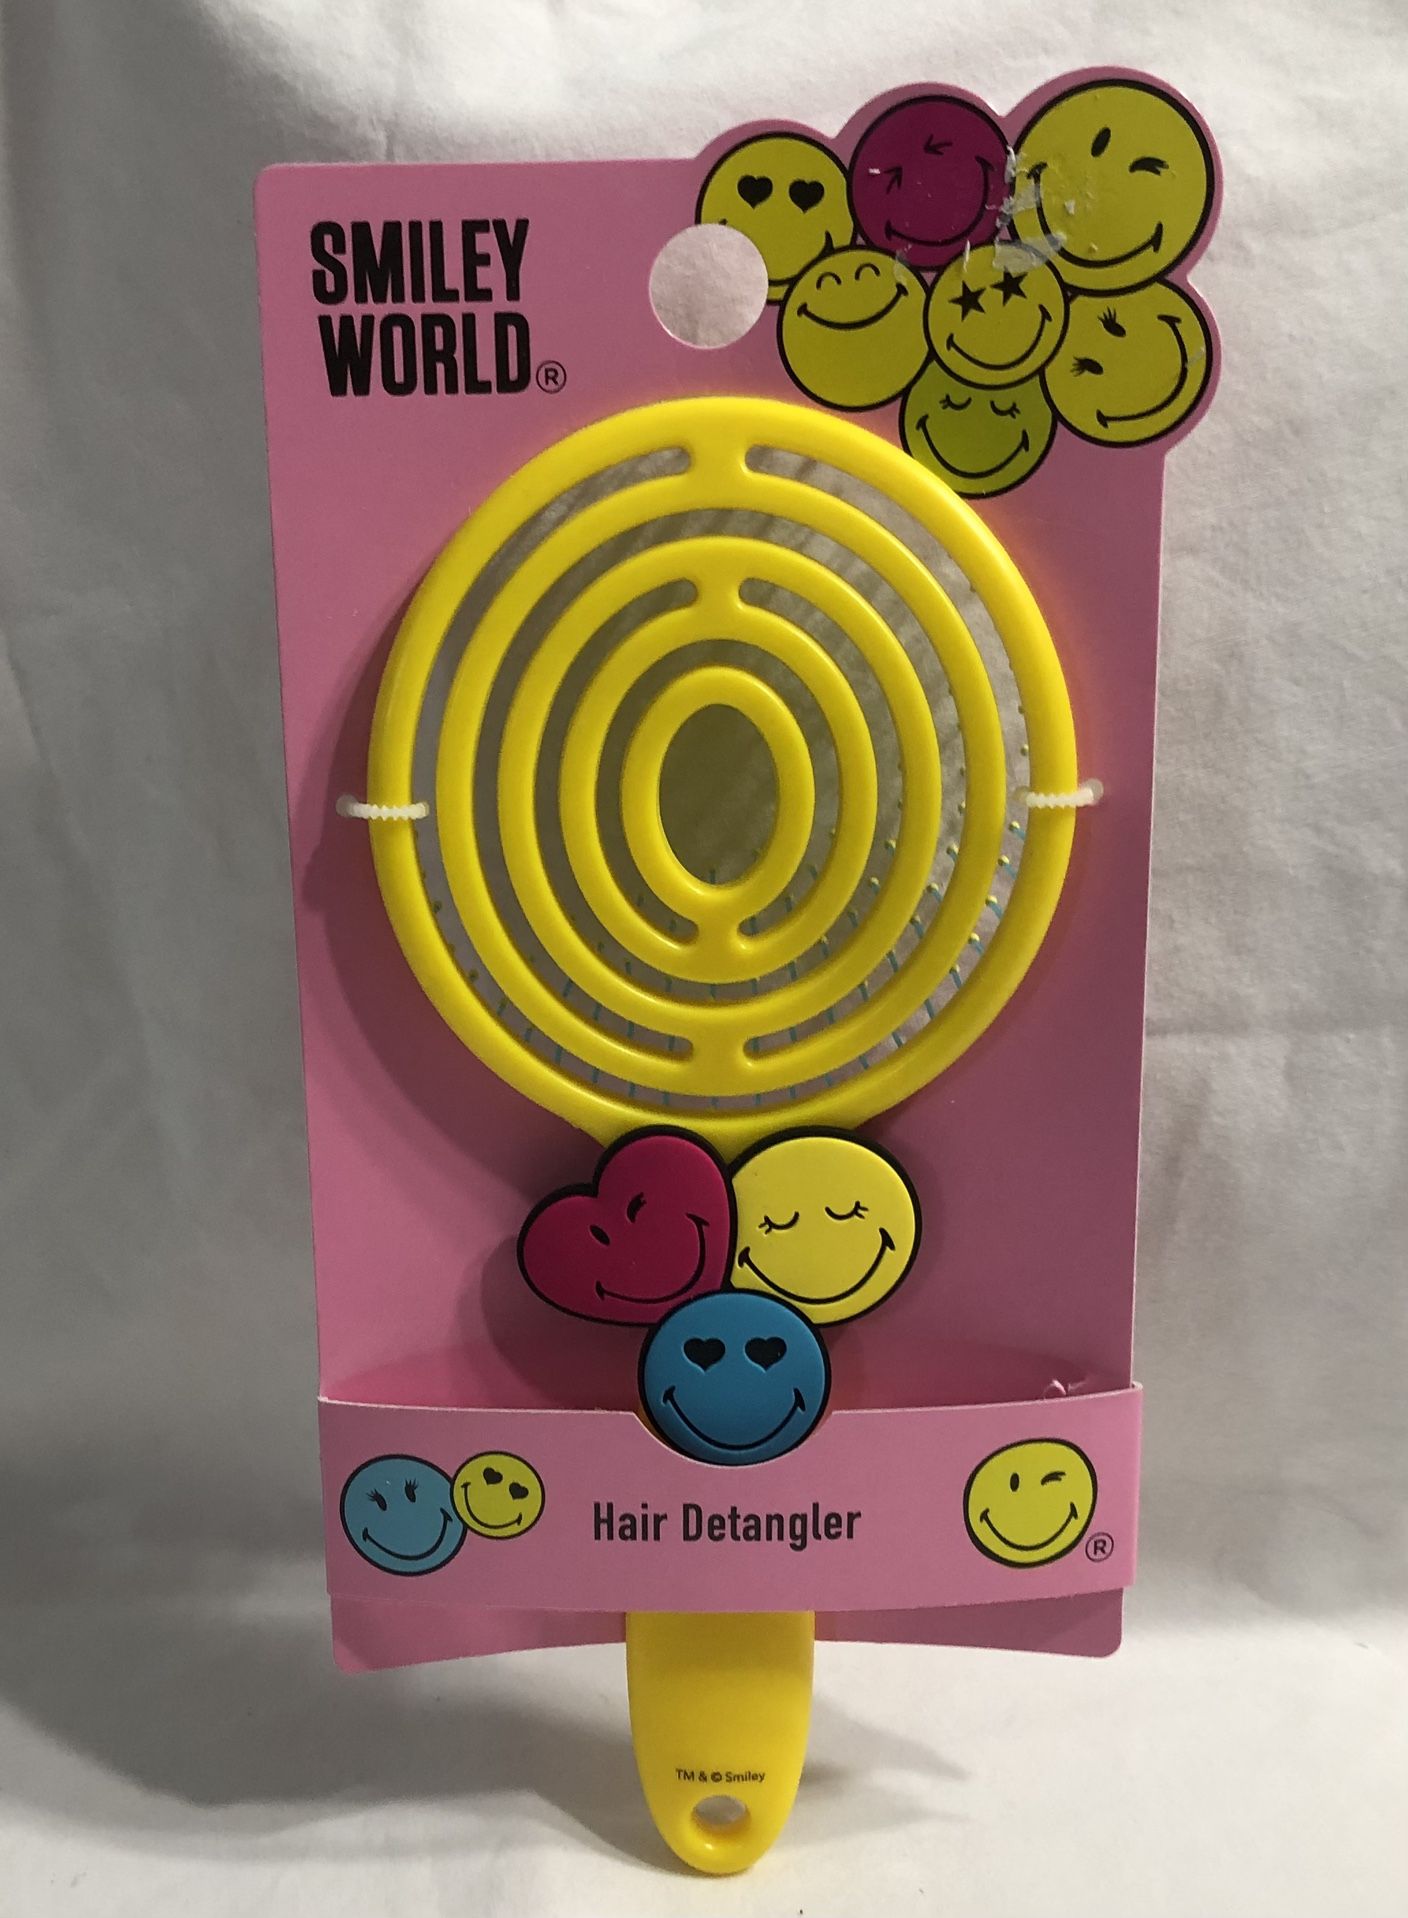 SMILEY
WORLD®
Hair Detangler
®
TM & © Smiley